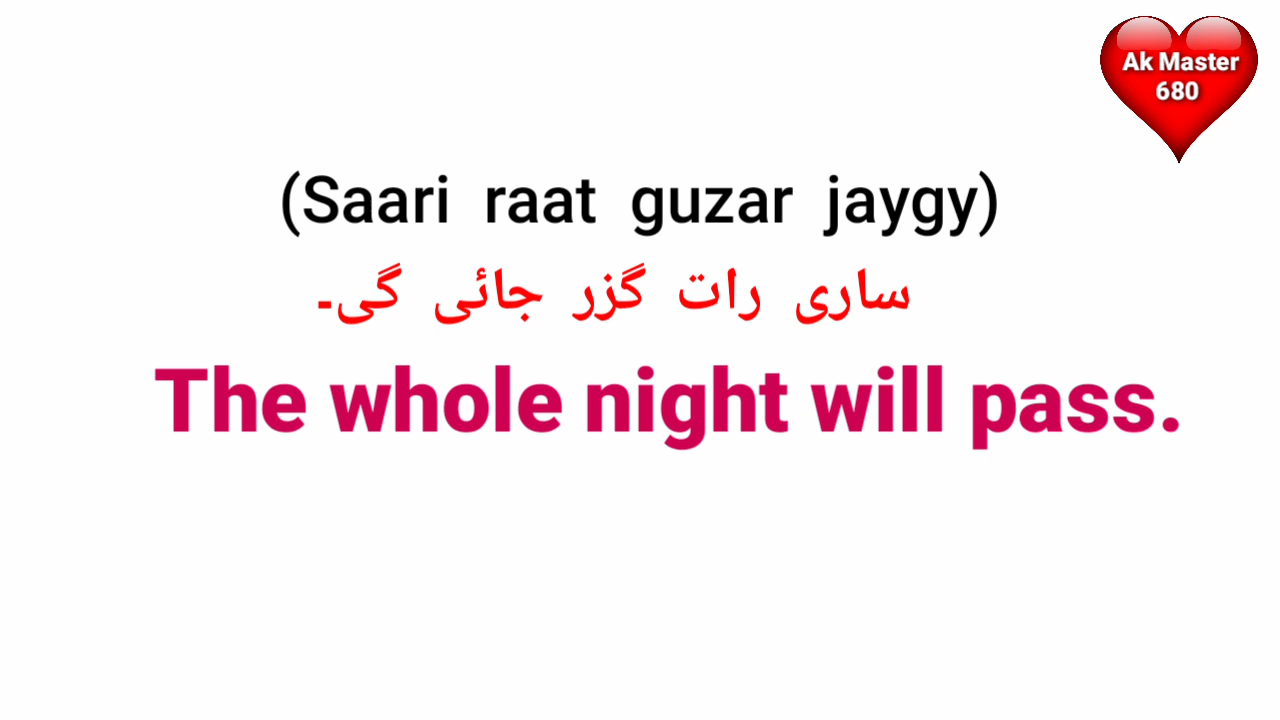 Ak Master
680
(Saari raat guzar jaygy)
ساری رات گزر جائی گی۔
The whole night will pass.